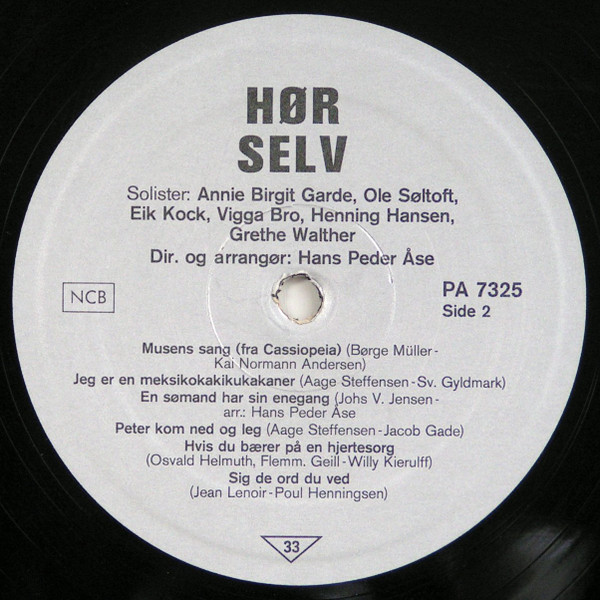 HØR
SELV
Solister: Annie Birgit Garde, Ole Søltoft,
Eik Kock, Vigga Bro, Henning Hansen,
Grethe Walther
Dir. og arrangør: Hans Peder Åse
NCB
PA 7325
Side 2
Musens sang (fra Cassiopeia) (Børge Müller-
Kai Normann Andersen)
Jeg er en meksikokakikukakaner (Aage Steffensen-Sv. Gyldmark)
En sømand har sin enegang (Johs V. Jensen-
arr.: Hans Peder Åse
Peter kom ned og leg (Aage Steffensen-Jacob Gade)
Hvis du bærer på en hjertesorg
(Osvald Helmuth, Flemm. Geill-Willy Kierulff)
Sig de ord du ved
(Jean Lenoir-Poul Henningsen)
33